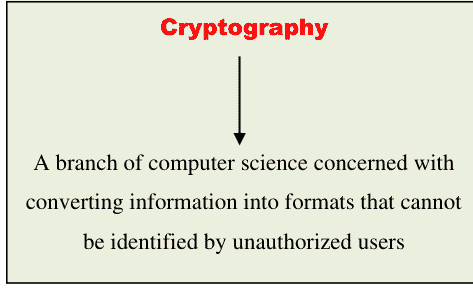 Cryptography
A branch of computer science concerned with
converting information into formats that cannot
be identified by unauthorized users